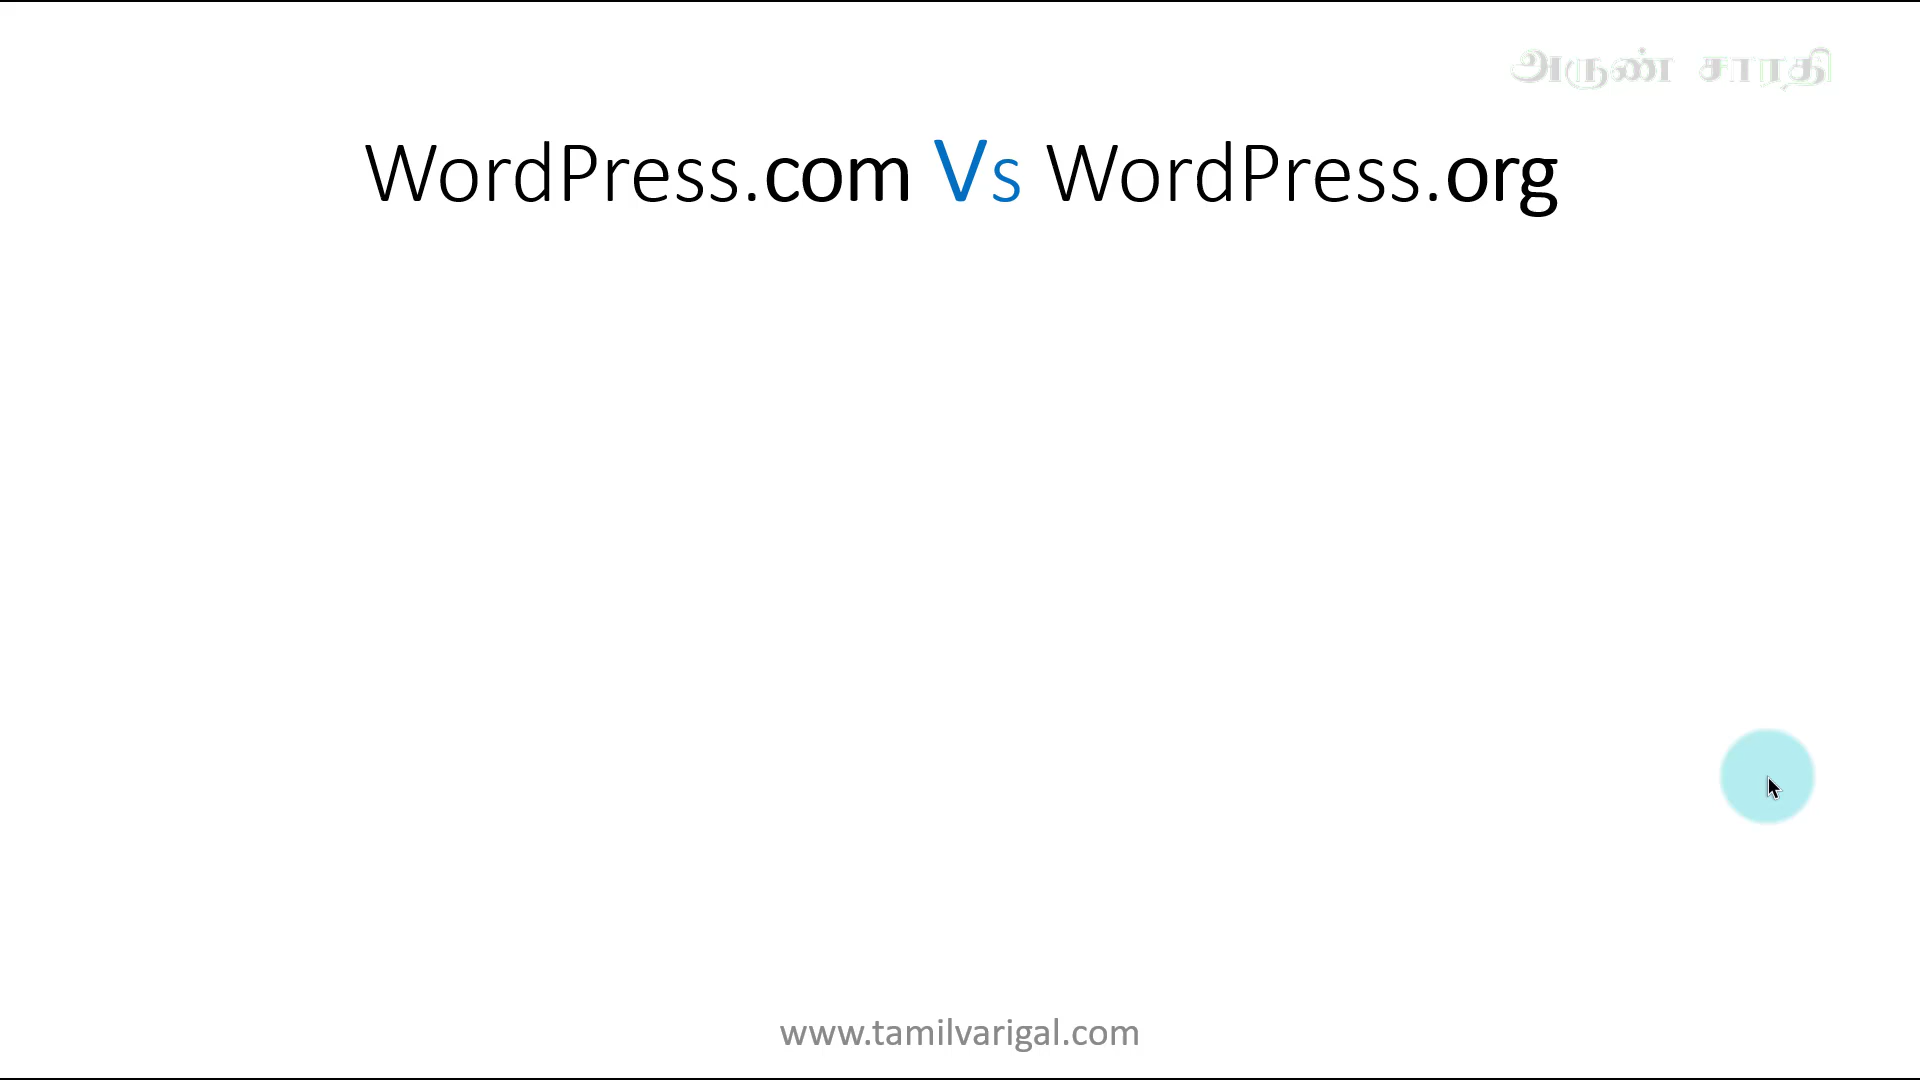 அருண் சாரதி
WordPress.com Vs WordPress.org
www.tamilvarigal.com